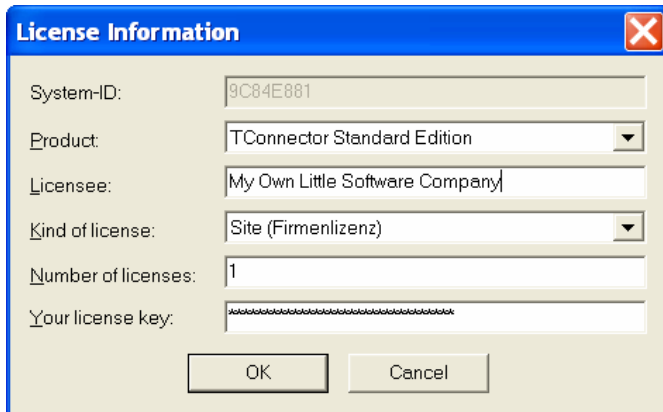 License Information
System-ID: 9C84E881
Product: TConnector Standard Edition
Licensee: My Own Little Software Company
Kind of license: Site (Firmenlizenz)
Number of licenses: 1
Your license key: ********************************
OK Cancel